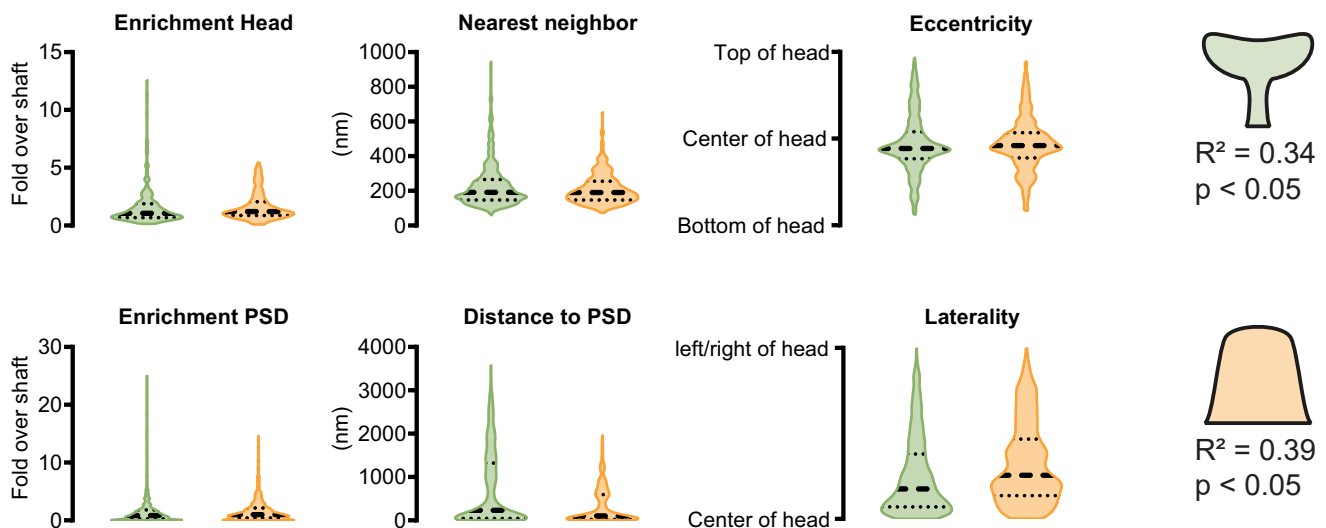 Enrichment Head
Fold over shaft
15
10
5
0
Nearest neighbor
(nm)
1000
800
600
400
200
0
Eccentricity
Top of head
Center of head
Bottom of head
R² = 0.34
p < 0.05
Enrichment PSD
Fold over shaft
30
20
10
0
Distance to PSD
(nm)
4000
3000
2000
1000
0
Laterality
left/right of head
Center of head
R² = 0.39
p < 0.05